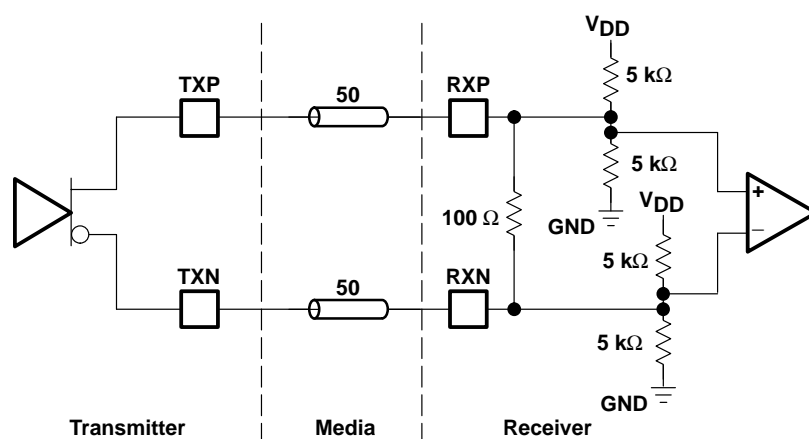 VDD
5 kΩ
TXP
50
RXP
5 kΩ
VDD
GND
100 Ω
+
−
5 kΩ
TXN
50
RXN
5 kΩ
GND
Transmitter
Media
Receiver